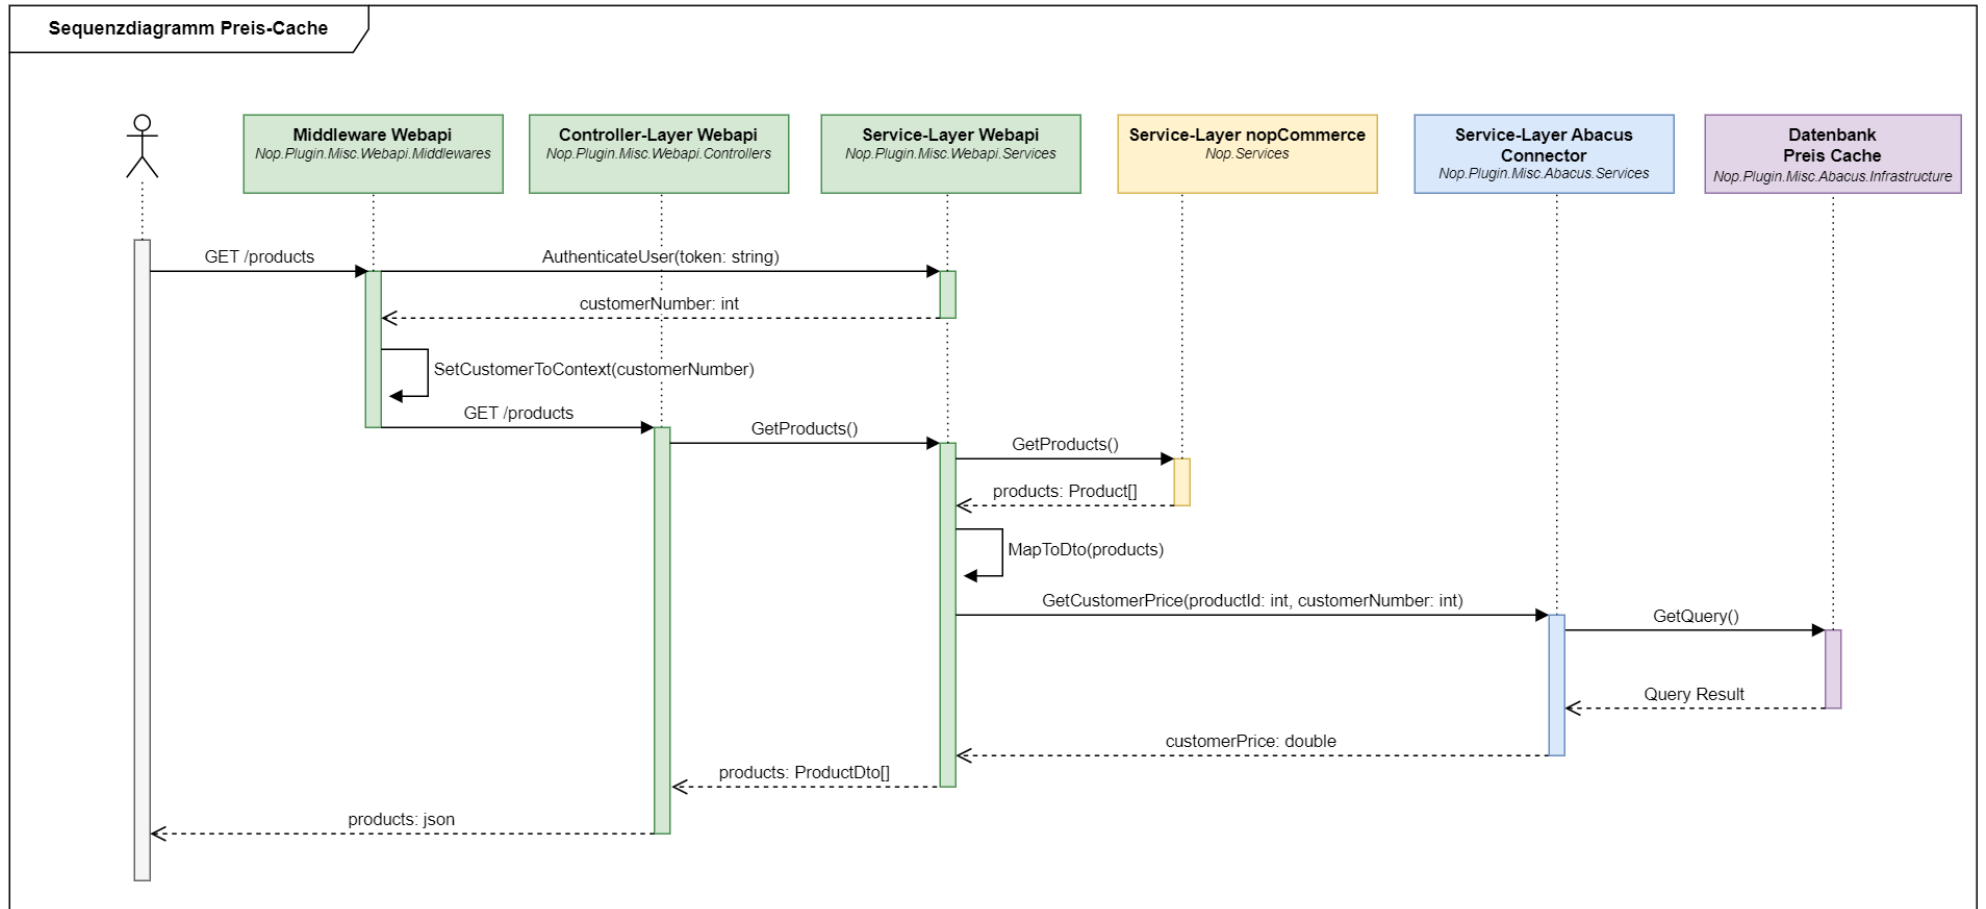 Sequenzdiagramm Preis-Cache
Middleware Webapi
Nop.Plugin.Misc.Webapi.Middlewares
Controller-Layer Webapi
Nop.Plugin.Misc.Webapi.Controllers
Service-Layer Webapi
Nop.Plugin.Misc.Webapi.Services
Service-Layer nopCommerce
Nop.Services
Service-Layer Abacus
Connector
Nop.Plugin.Misc.Abacus.Services
Datenbank
Preis Cache
Nop.Plugin.Misc.Abacus.Infrastructure
GET /products
AuthenticateUser(token: string)
customerNumber: int
SetCustomerToContext(customerNumber)
GET /products
GetProducts()
GetProducts()
products: Product[]
MapToDto(products)
GetCustomerPrice(productId: int, customerNumber: int)
GetQuery()
Query Result
customerPrice: double
products: ProductDto[]
products: json